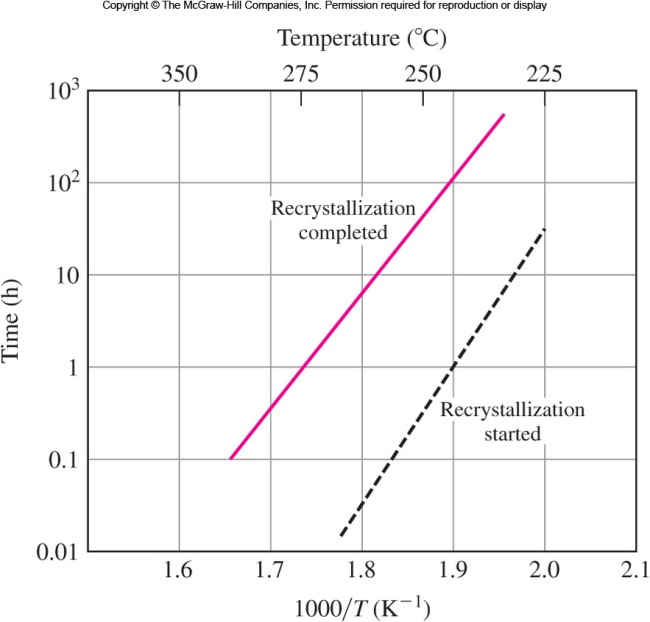 Copyright © The McGraw-Hill Companies, Inc. Permission required for reproduction or display
Temperature (°C)
350 275 250 225
10³
10²
10
1
0.1
0.01
Time (h)
Recrystallization
completed
Recrystallization
started
1.6 1.7 1.8 1.9 2.0 2.1
1000/T (K⁻¹)